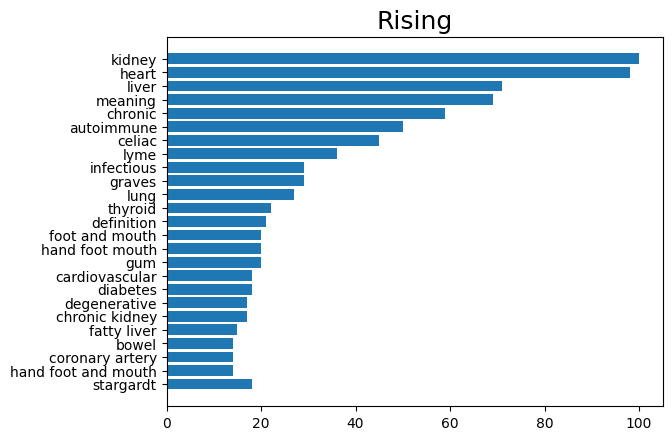 Rising
kidney
heart
liver
meaning
chronic
autoimmune
celiac
lyme
infectious
graves
lung
thyroid
definition
foot and mouth
hand foot mouth
gum
cardiovascular
diabetes
degenerative
chronic kidney
fatty liver
bowel
coronary artery
hand foot and mouth
stargardt
0 20 40 60 80 100